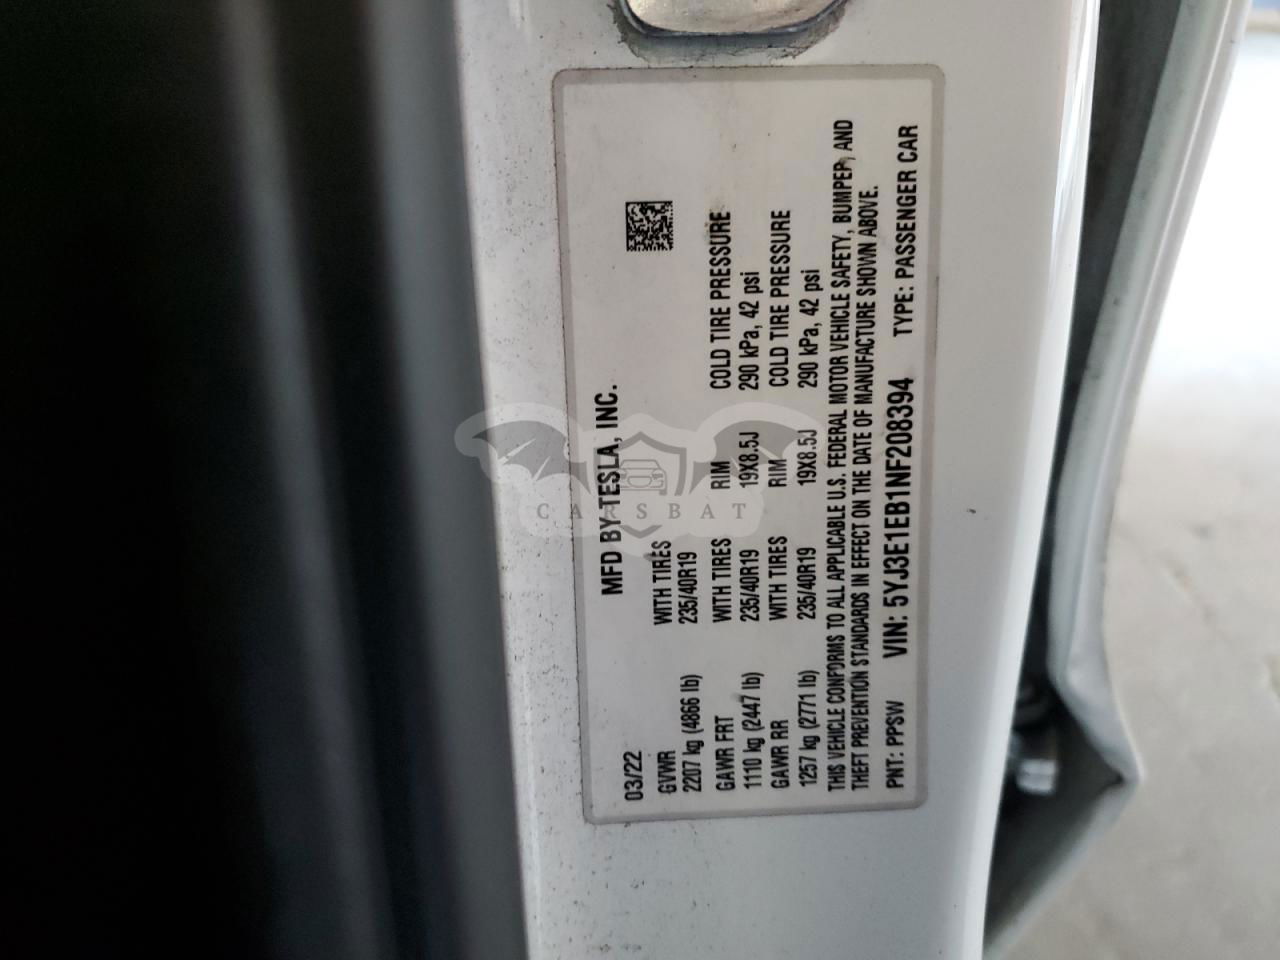 MFD BY TESLA, INC.
03/22
GVWR WITH TIRES
2207 kg (4866 lb) 235/40R19
GAWR FRT WITH TIRES RIM COLD TIRE PRESSURE
1110 kg (2447 lb) 235/40R19 19X8.5J 290 kPa, 42 psi
GAWR RR WITH TIRES RIM COLD TIRE PRESSURE
1257 kg (2771 lb) 235/40R19 19X8.5J 290 kPa, 42 psi
THIS VEHICLE CONFORMS TO ALL APPLICABLE U.S. FEDERAL MOTOR VEHICLE SAFETY, BUMPER, AND
THEFT PREVENTION STANDARDS IN EFFECT ON THE DATE OF MANUFACTURE SHOWN ABOVE.
PNT: PPSW VIN: 5YJ3E1EB1NF208394 TYPE: PASSENGER CAR
CARSBAT